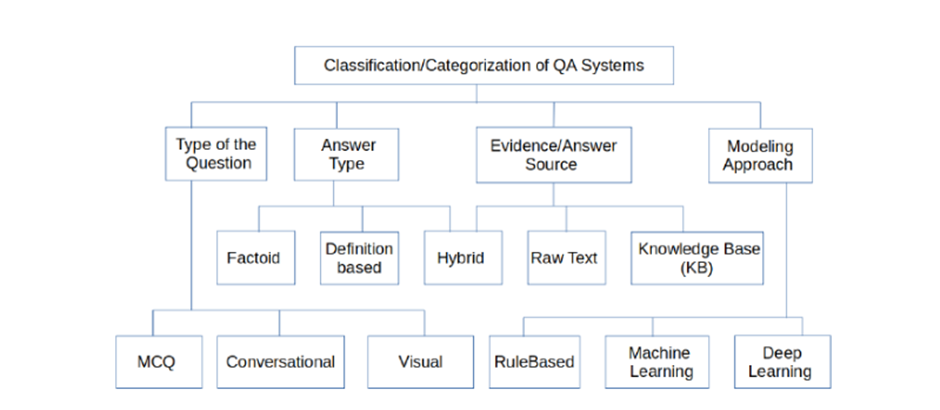 Classification/Categorization of QA Systems
Type of the
Question
Answer
Type
Evidence/Answer
Source
Modeling
Approach
Factoid
Definition
based
Hybrid
Raw Text
Knowledge Base
(KB)
MCQ
Conversational
Visual
RuleBased
Machine
Learning
Deep
Learning